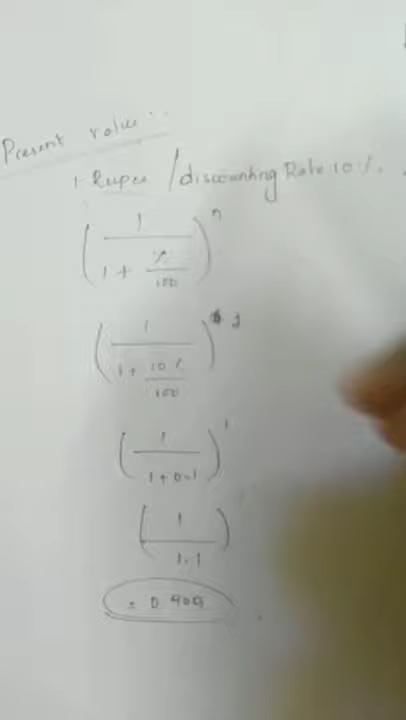 Present value :-
1 Rupee / discounting Rate 10 %.
( 1 / 1 + % / 100 ) n
( 1 / 1 + 10 % / 100 ) 1
( 1 / 1 + 0.1 ) 1
( 1 / 1.1 )
= 0.909